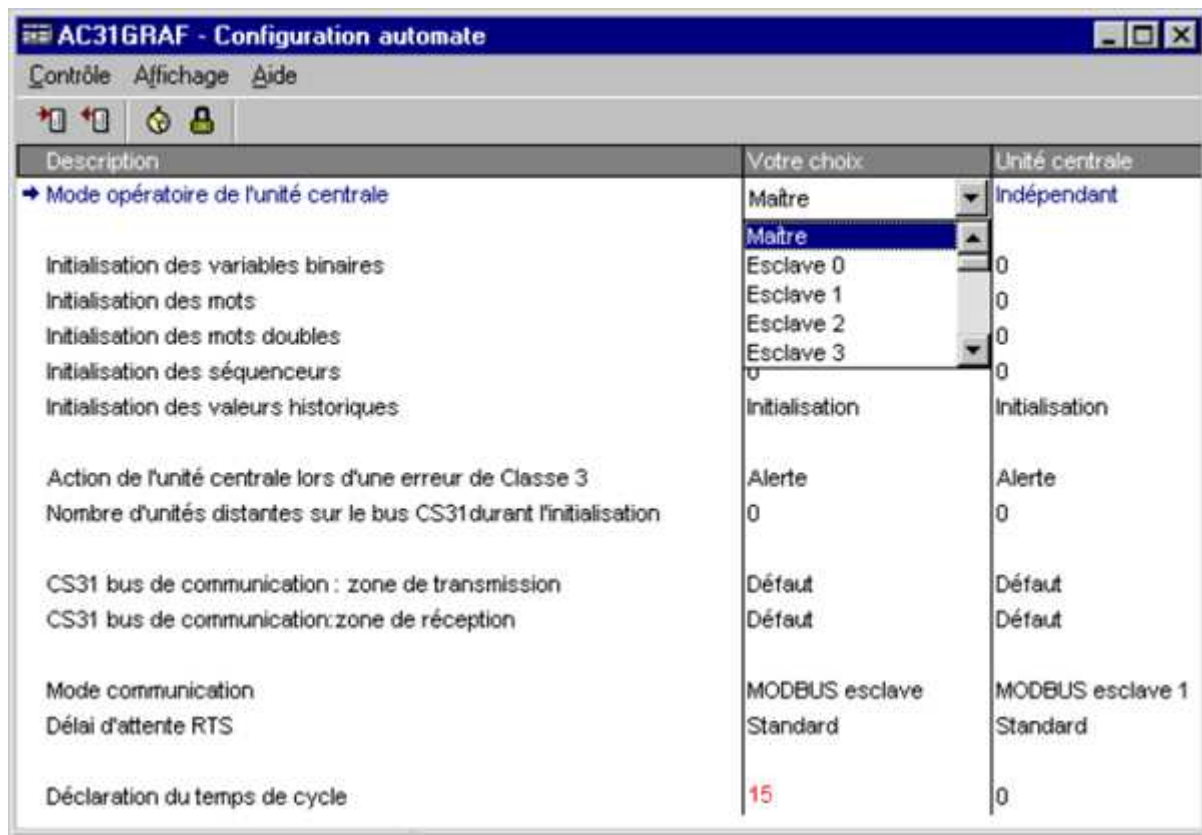 AC31GRAF - Configuration automate
Contrôle Affichage Aide
Description Votre choix Unité centrale
Mode opératoire de l'unité centrale Maître Indépendant
Maître
Initialisation des variables binaires Esclave 0 0
Initialisation des mots Esclave 1 0
Esclave 2
Initialisation des mots doubles 0
Esclave 3
Initialisation des séquenceurs 0 0
Initialisation des valeurs historiques Initialisation Initialisation
Action de l'unité centrale lors d'une erreur de Classe 3 Alerte Alerte
Nombre d'unités distantes sur le bus CS31durant l'initialisation 0 0
CS31 bus de communication : zone de transmission Défaut Défaut
CS31 bus de communication:zone de réception Défaut Défaut
Mode communication MODBUS esclave MODBUS esclave 1
Délai d'attente RTS Standard Standard
Déclaration du temps de cycle 15 0